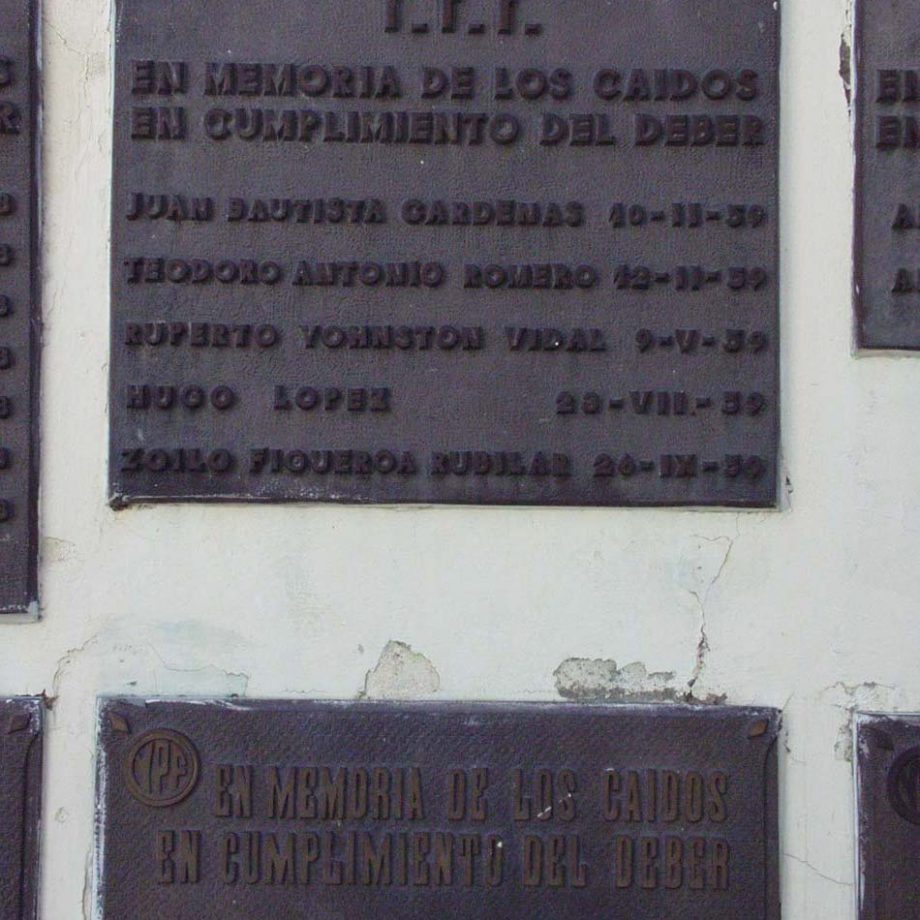 EN MEMORIA DE LOS CAIDOS
EN CUMPLIMIENTO DEL DEBER
JUAN BAUTISTA CARDENAS 10-II-59
TEODORO ANTONIO ROMERO 12-II-59
RUPERTO YOHNSTON VIDAL 9-V-59
HUGO LOPEZ 28-VII-59
ZOILO FIGUEROA RUBILAR 26-IX-59
YPF
EN MEMORIA DE LOS CAIDOS
EN CUMPLIMIENTO DEL DEBER